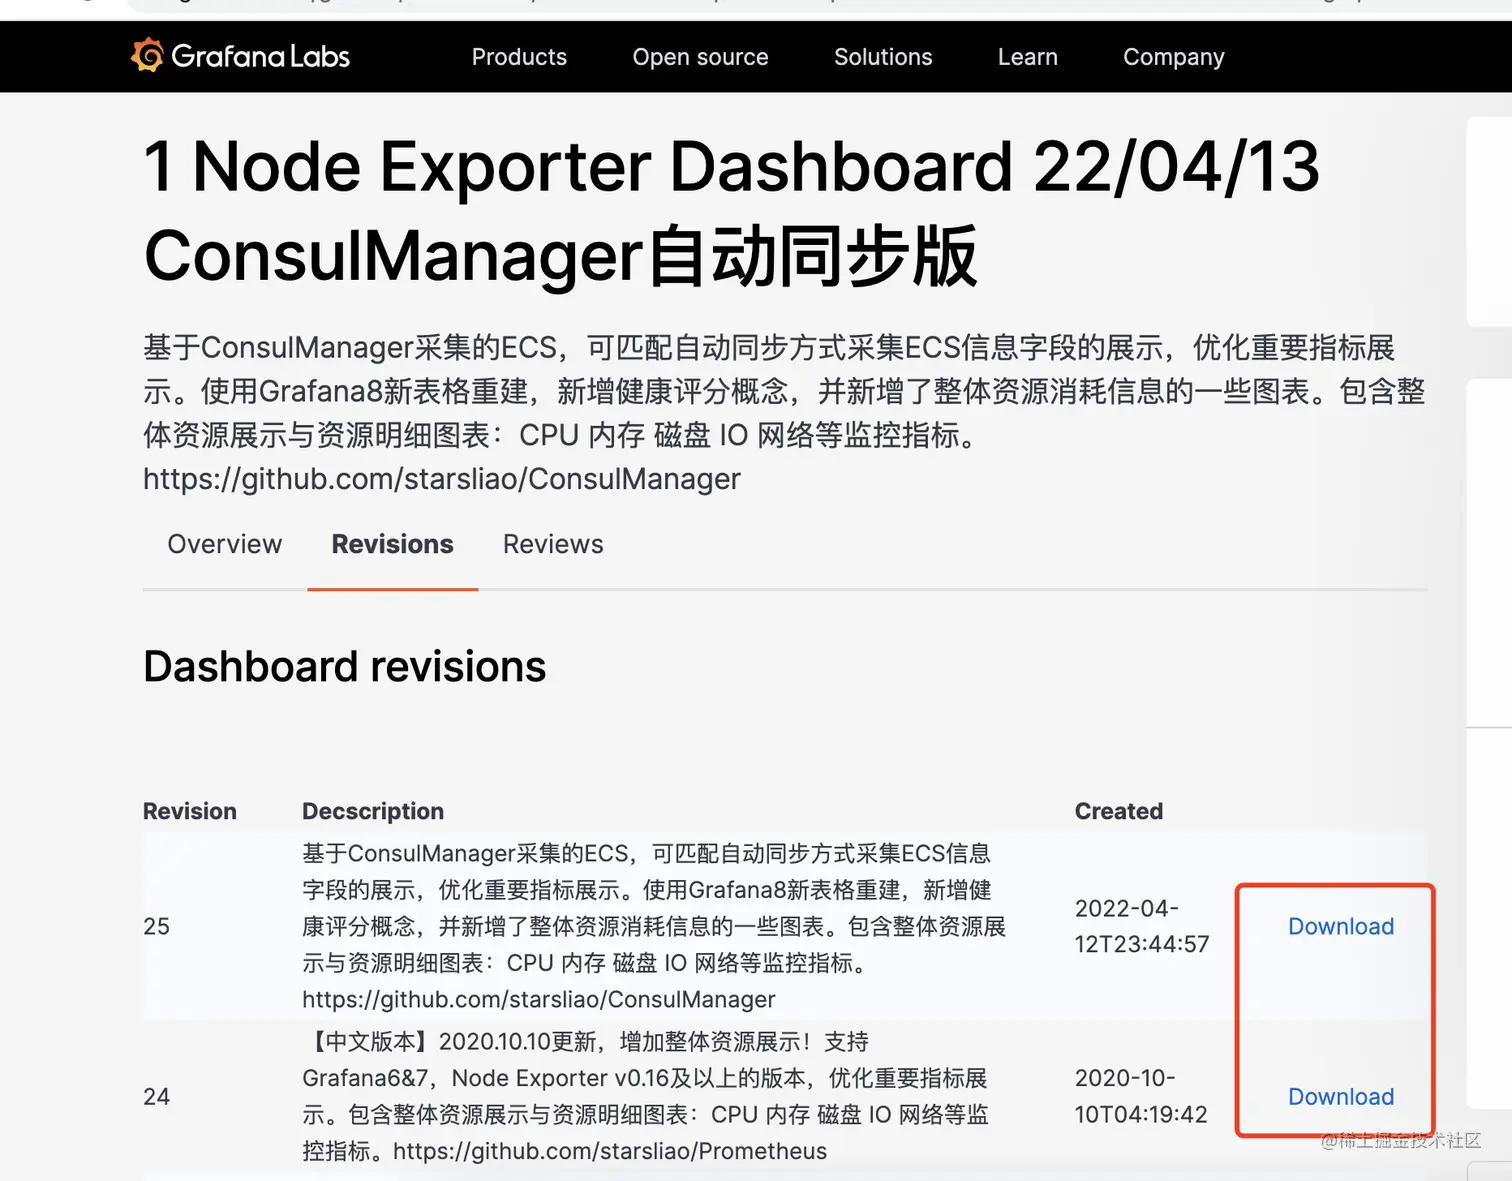 Grafana Labs
Products
Open source
Solutions
Learn
Company
1 Node Exporter Dashboard 22/04/13
ConsulManager自动同步版
基于ConsulManager采集的ECS，可匹配自动同步方式采集ECS信息字段的展示，优化重要指标展
示。使用Grafana8新表格重建，新增健康评分概念，并新增了整体资源消耗信息的一些图表。包含整
体资源展示与资源明细图表：CPU 内存 磁盘 IO 网络等监控指标。
https://github.com/starsliao/ConsulManager
Overview
Revisions
Reviews
Dashboard revisions
Revision
Decscription
Created
25
基于ConsulManager采集的ECS，可匹配自动同步方式采集ECS信息
字段的展示，优化重要指标展示。使用Grafana8新表格重建，新增健
康评分概念，并新增了整体资源消耗信息的一些图表。包含整体资源展
示与资源明细图表：CPU 内存 磁盘 IO 网络等监控指标。
https://github.com/starsliao/ConsulManager
2022-04-
12T23:44:57
Download
24
【中文版本】2020.10.10更新，增加整体资源展示！支持
Grafana6&7，Node Exporter v0.16及以上的版本，优化重要指标展
示。包含整体资源展示与资源明细图表：CPU 内存 磁盘 IO 网络等监
控指标。https://github.com/starsliao/Prometheus
2020-10-
10T04:19:42
Download
@稀土掘金技术社区